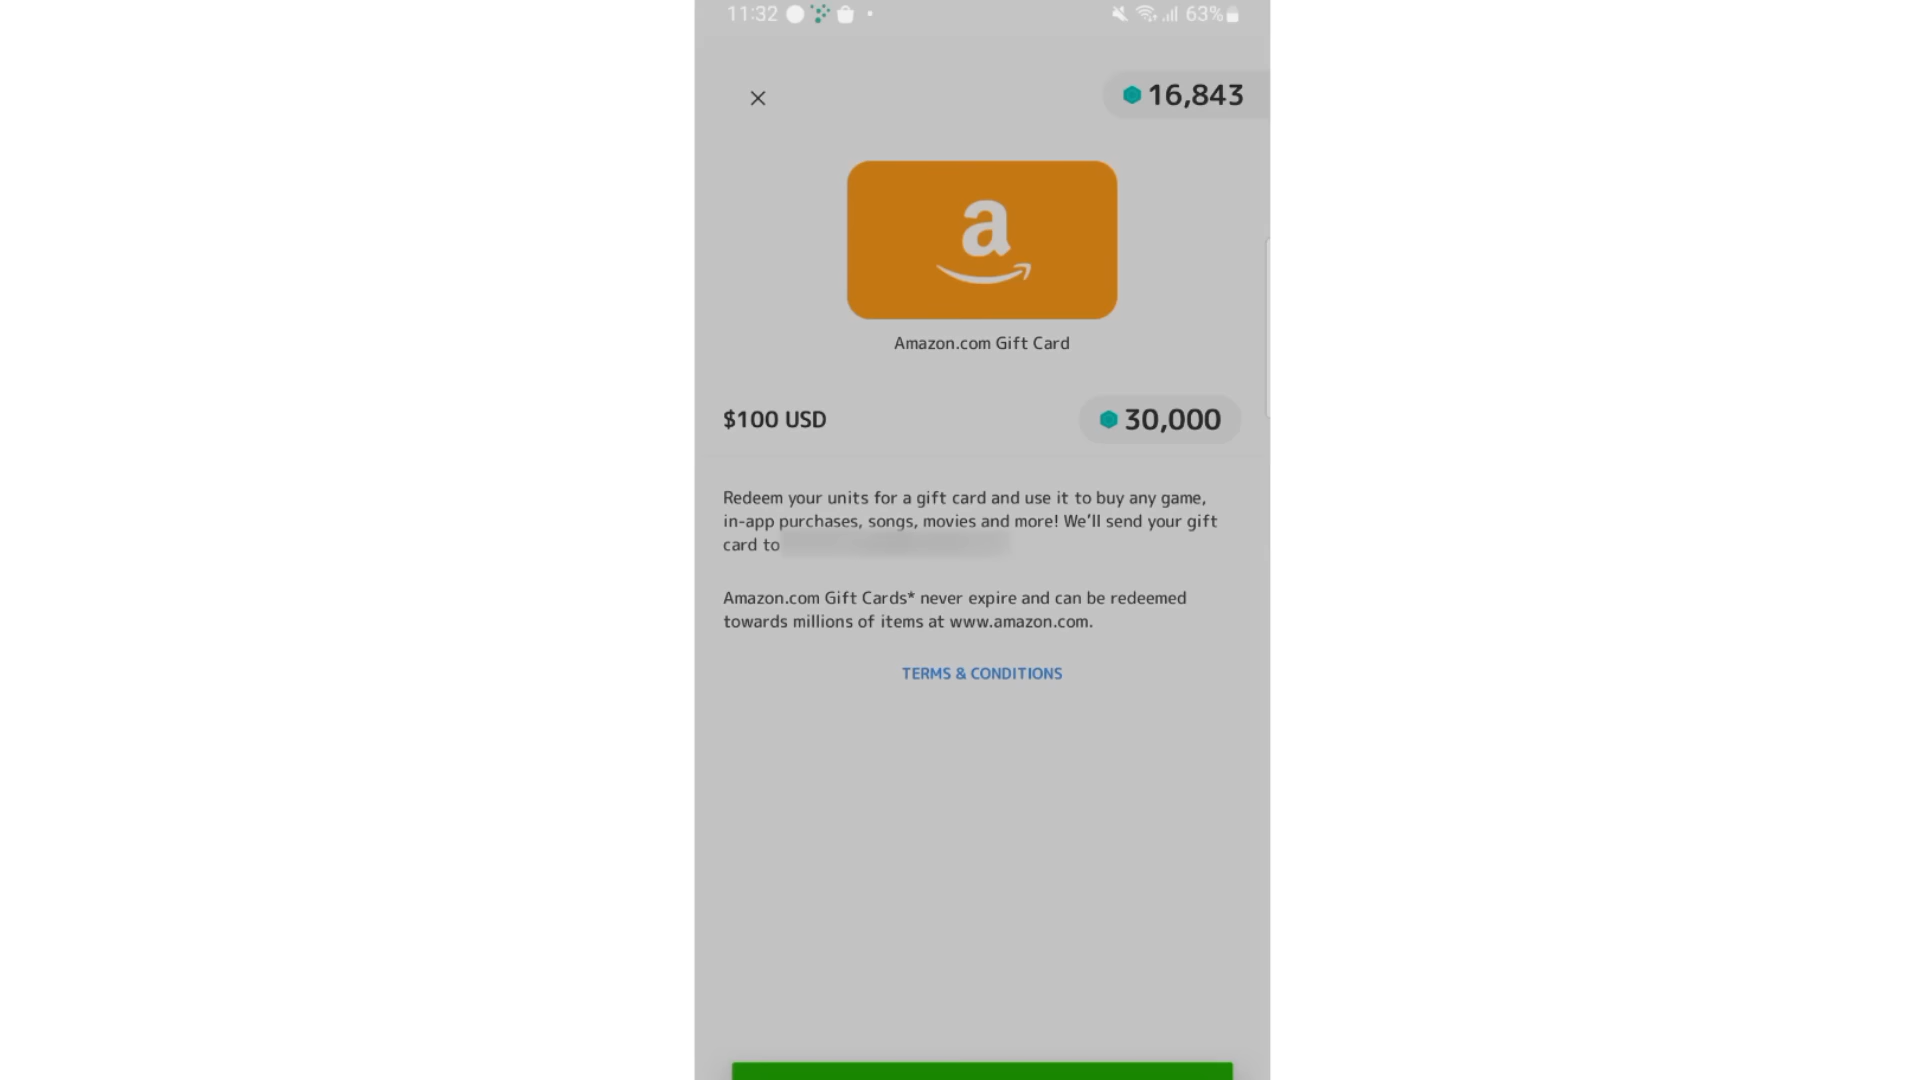 11:32
63%
16,843
a
Amazon.com Gift Card
$100 USD
30,000
Redeem your units for a gift card and use it to buy any game,
in-app purchases, songs, movies and more! We’ll send your gift
card to
Amazon.com Gift Cards* never expire and can be redeemed
towards millions of items at www.amazon.com.
TERMS & CONDITIONS